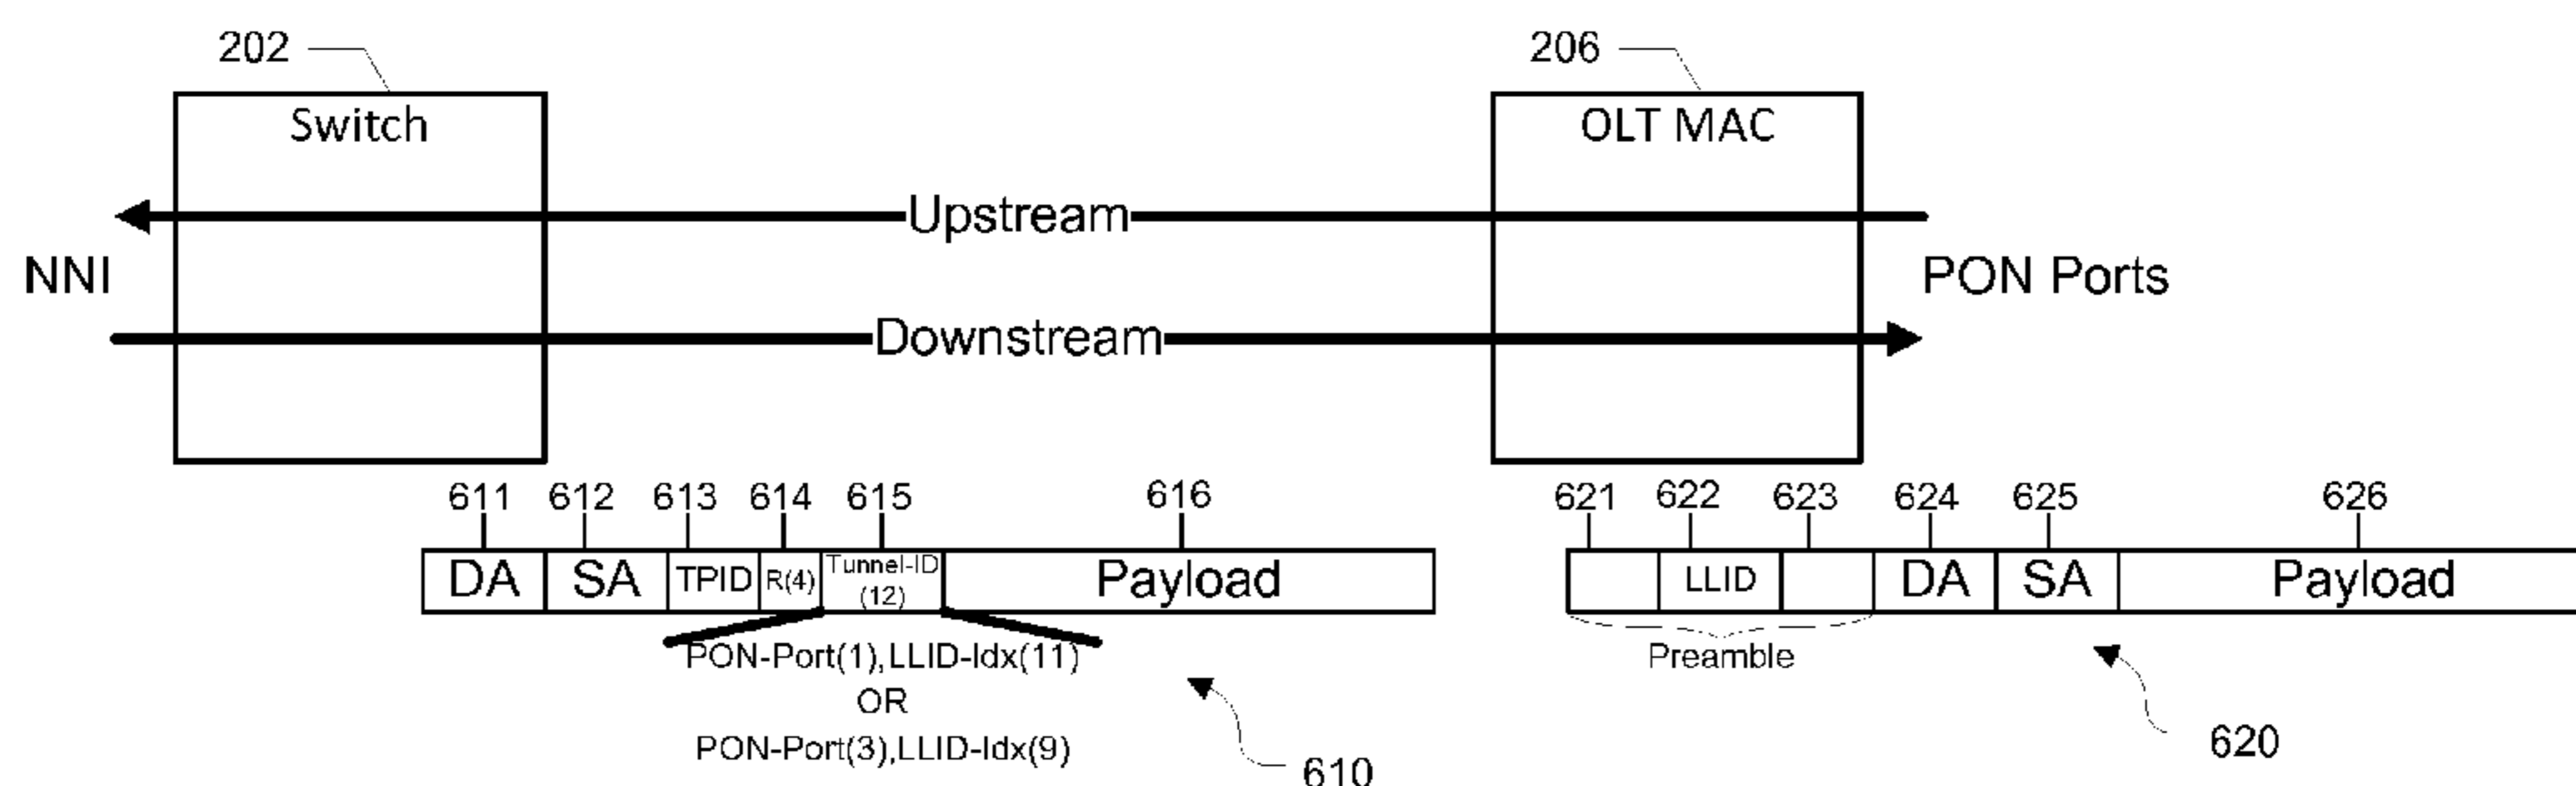 202
206
Switch
OLT MAC
Upstream
NNI
PON Ports
Downstream
611 612 613 614 615 616
621 622 623 624 625 626
DA SA TPID R(4) Tunnel-ID (12) Payload
LLID DA SA Payload
PON-Port(1),LLID-Idx(11)
OR
PON-Port(3),LLID-Idx(9)
610
Preamble
620